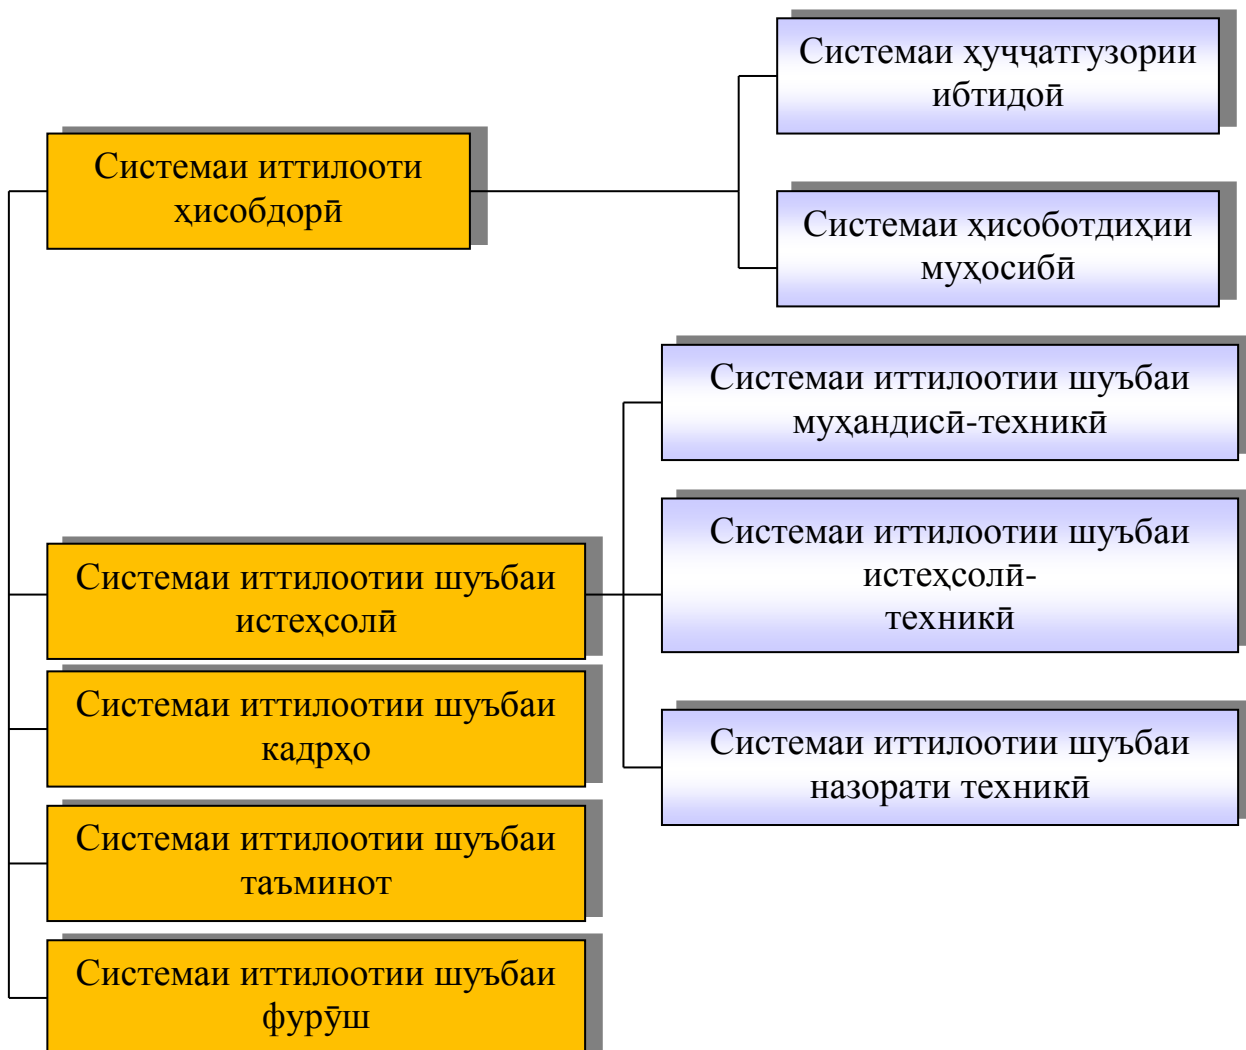 Системаи ҳуҷҷатгузории
ибтидоӣ
Системаи иттилооти
ҳисобдорӣ
Системаи ҳисоботдиҳии
муҳосибӣ
Системаи иттилоотии шуъбаи
муҳандисӣ-техникӣ
Системаи иттилоотии шуъбаи
истеҳсолӣ-
техникӣ
Системаи иттилоотии шуъбаи
истеҳсолӣ
Системаи иттилоотии шуъбаи
кадрҳо
Системаи иттилоотии шуъбаи
назорати техникӣ
Системаи иттилоотии шуъбаи
таъминот
Системаи иттилоотии шуъбаи
фурӯш